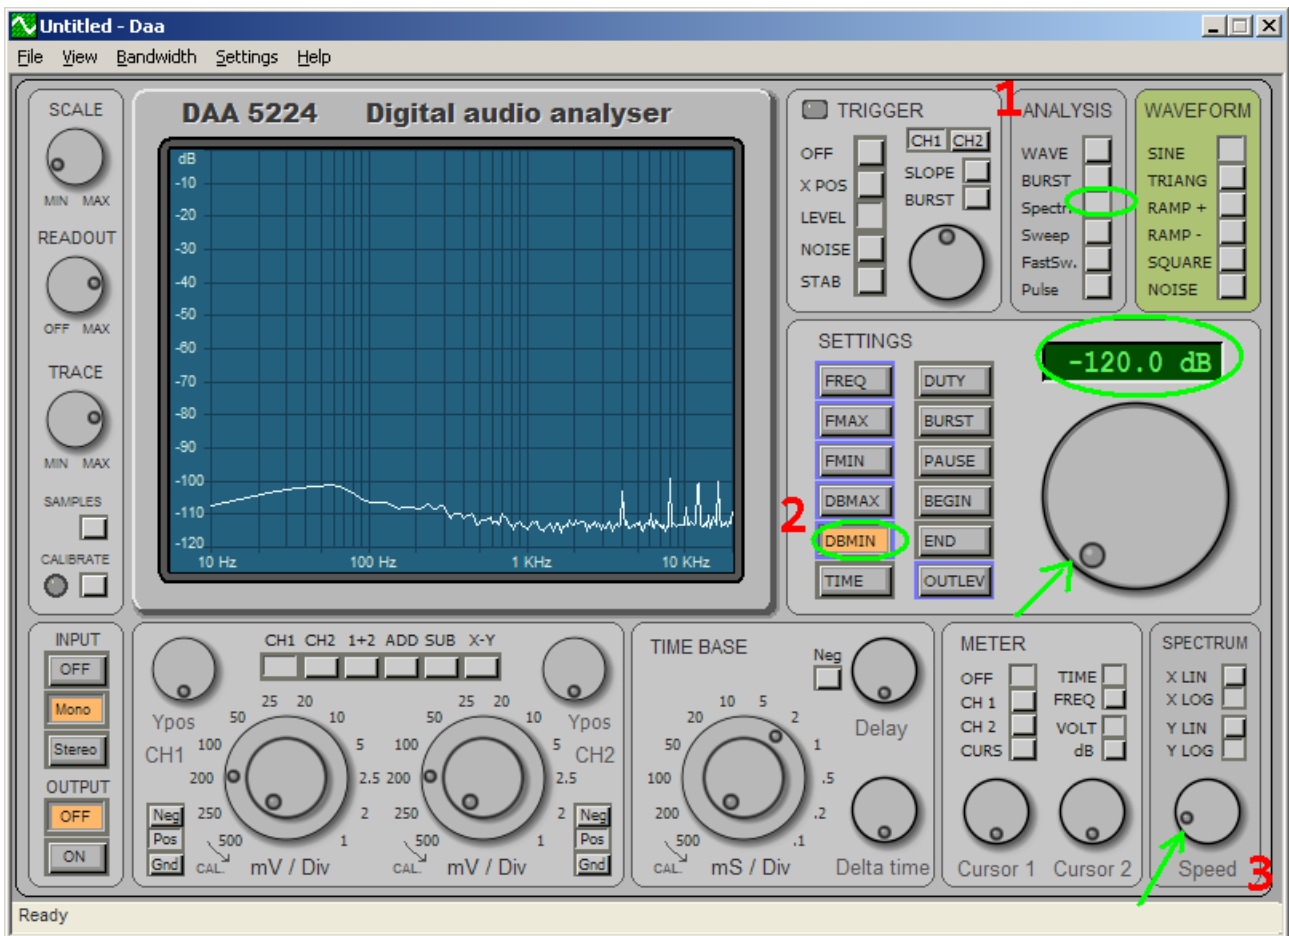 Untitled - Daa
File View Bandwidth Settings Help
SCALE
MIN MAX
READOUT
OFF MAX
TRACE
MIN MAX
SAMPLES
CALIBRATE
DAA 5224 Digital audio analyser
dB
-10
-20
-30
-40
-50
-60
-70
-80
-90
-100
-110
-120
10 Hz 100 Hz 1 KHz 10 KHz
TRIGGER
OFF
X POS
LEVEL
NOISE
STAB
CH1 CH2
SLOPE
BURST
1
ANALYSIS
WAVE
BURST
Spectr.
Sweep
FastSw.
Pulse
WAVEFORM
SINE
TRIANG
RAMP +
RAMP -
SQUARE
NOISE
SETTINGS
-120.0 dB
FREQ DUTY
FMAX BURST
FMIN PAUSE
DBMAX BEGIN
2
DBMIN END
TIME OUTLEV
INPUT
OFF
Mono
Stereo
OUTPUT
OFF
ON
CH1 CH2 1+2 ADD SUB X-Y
Ypos
CH1
500 250 200 100 50 25 20 10 5 2.5 2 1
Neg
Pos
Gnd
CAL. mV / Div
Ypos
CH2
500 250 200 100 50 25 20 10 5 2.5 2 1
Neg
Pos
Gnd
CAL. mV / Div
TIME BASE
Neg
Delay
500 200 100 50 20 10 5 2 1 .5 .2 .1
CAL. mS / Div
Delta time
METER
OFF TIME
CH 1 FREQ
CH 2 VOLT
CURS dB
Cursor 1 Cursor 2
SPECTRUM
X LIN
X LOG
Y LIN
Y LOG
Speed
3
Ready